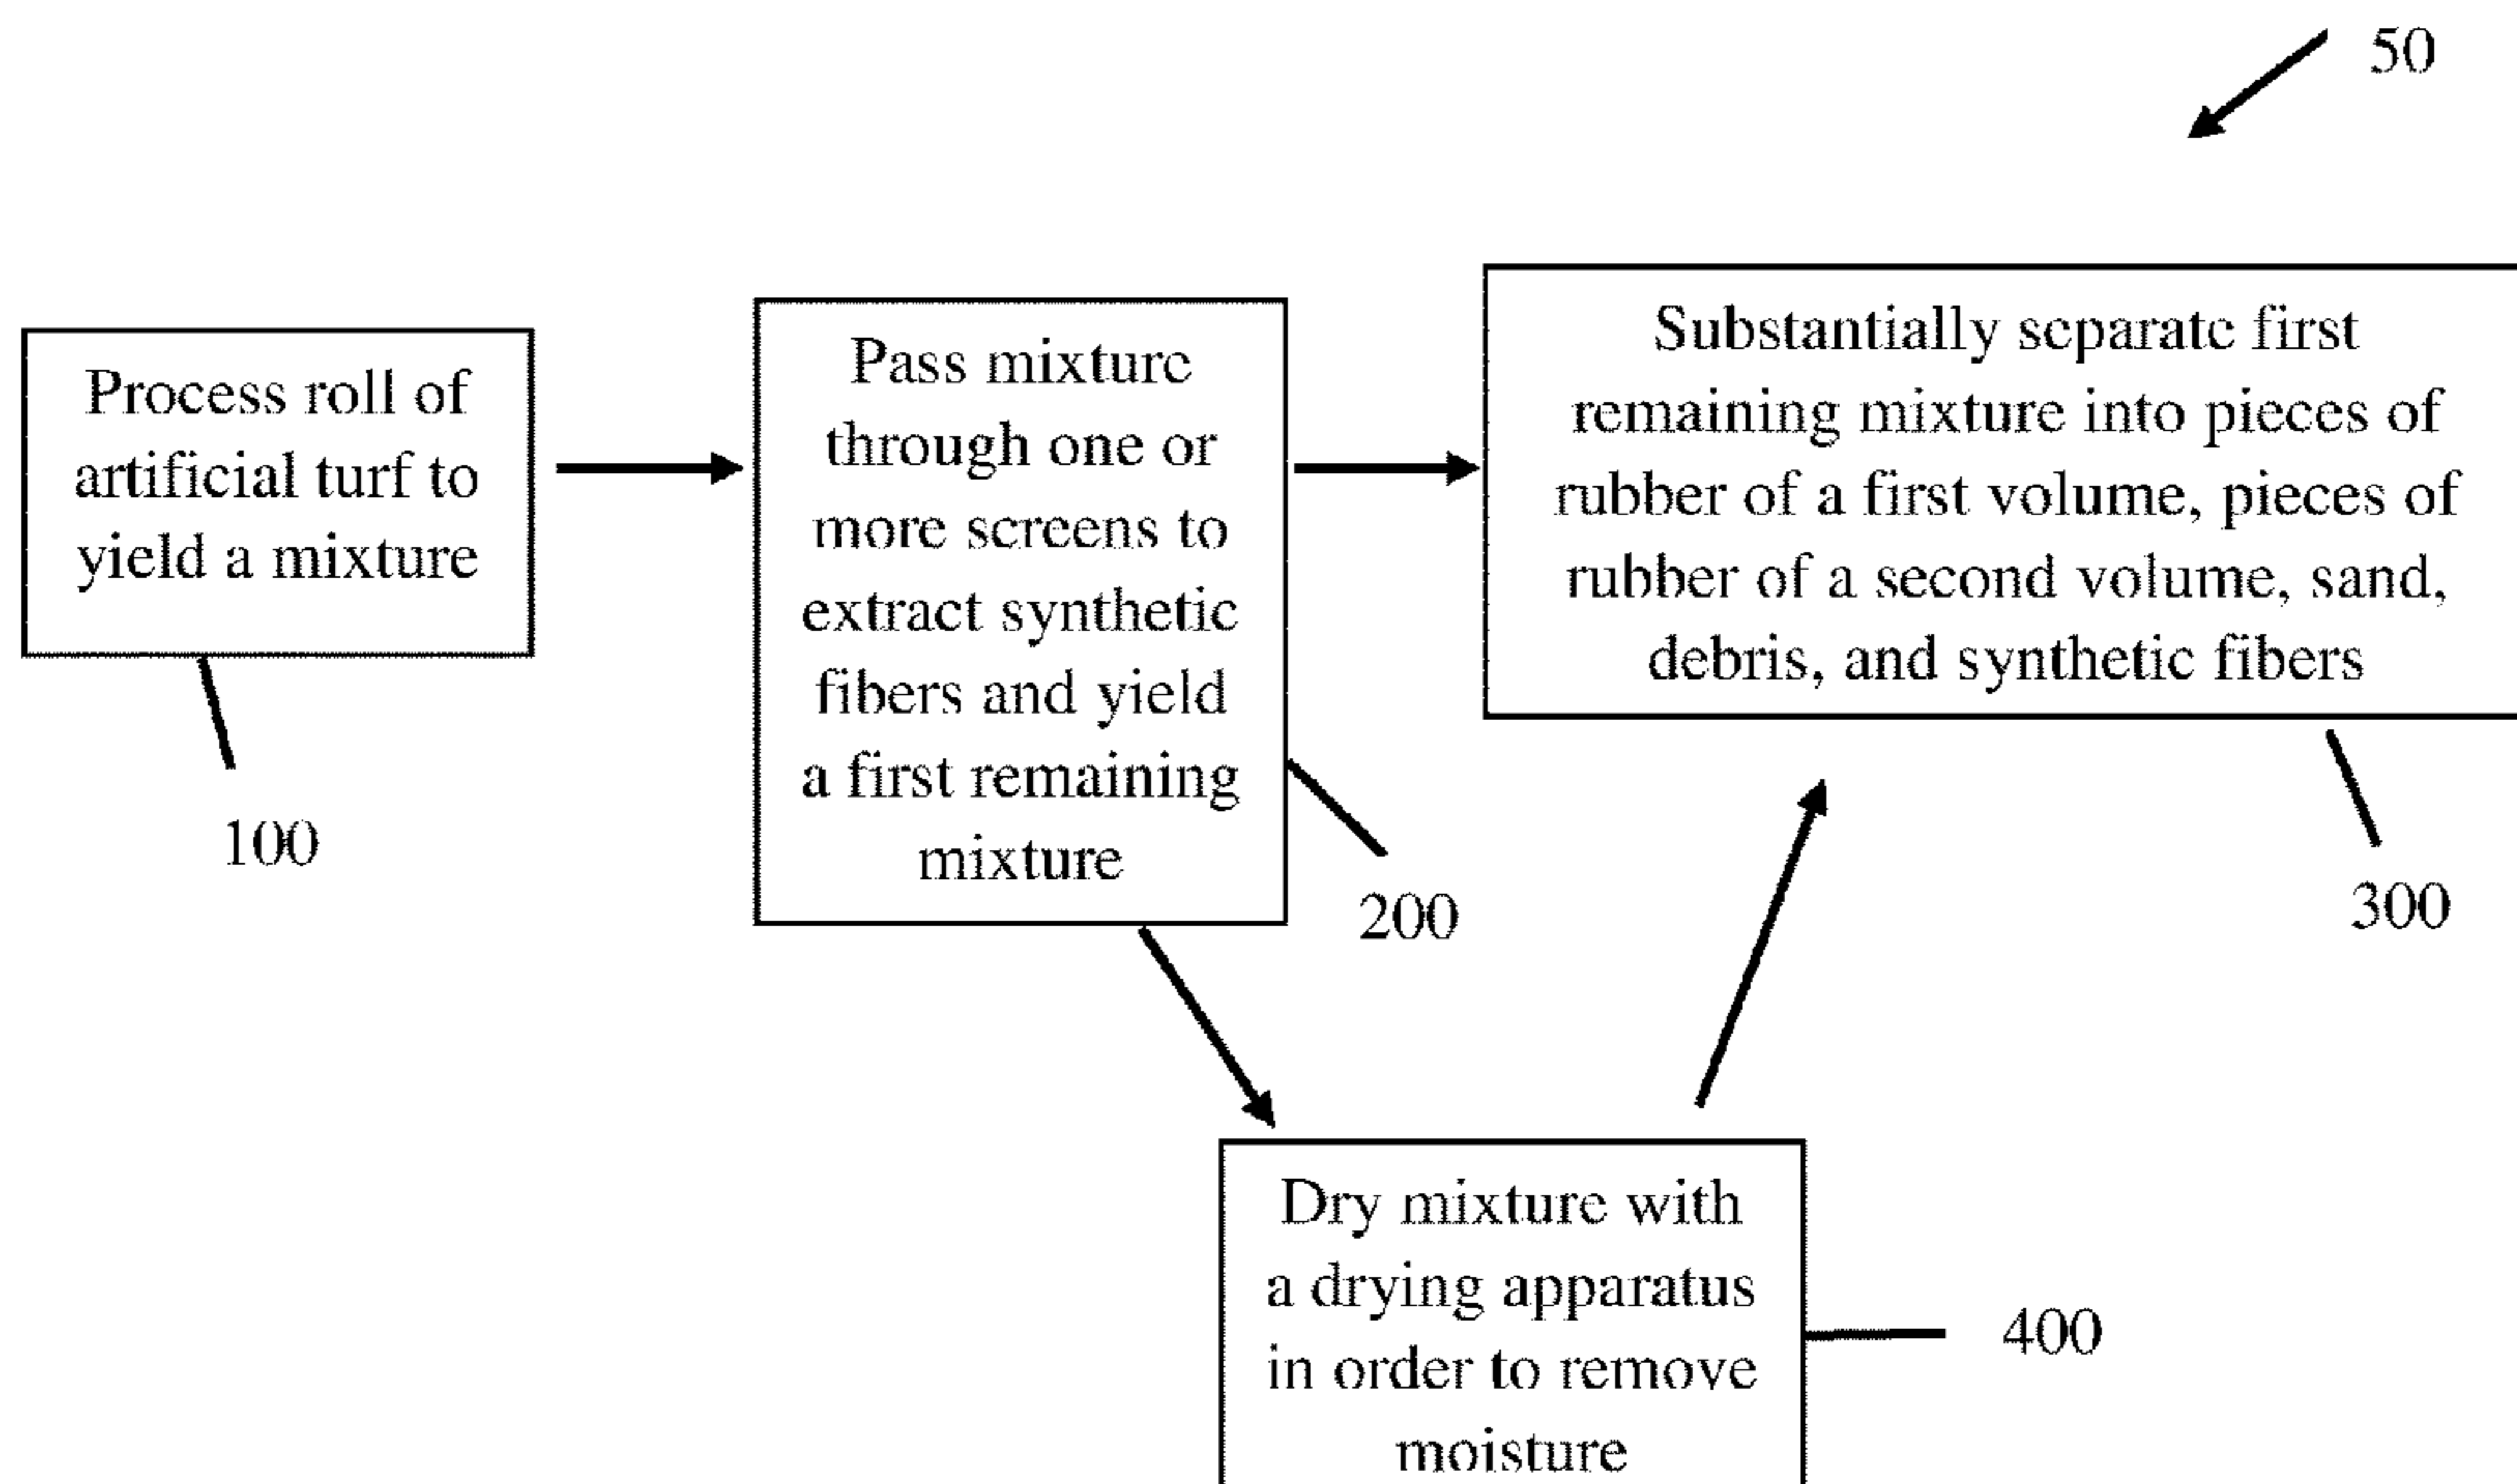 50
Process roll of
artificial turf to
yield a mixture
100
Pass mixture
through one or
more screens to
extract synthetic
fibers and yield
a first remaining
mixture
200
Substantially separate first
remaining mixture into pieces of
rubber of a first volume, pieces of
rubber of a second volume, sand,
debris, and synthetic fibers
300
Dry mixture with
a drying apparatus
in order to remove
moisture
400